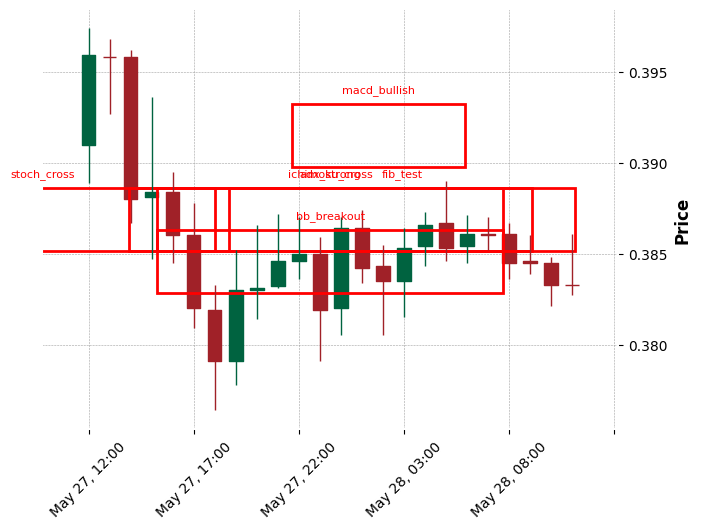 macd_bullish
stoch_cross
fib_test
bb_breakout
0.395
0.390
0.385
0.380
Price
May 27, 12:00
May 27, 17:00
May 27, 22:00
May 28, 03:00
May 28, 08:00